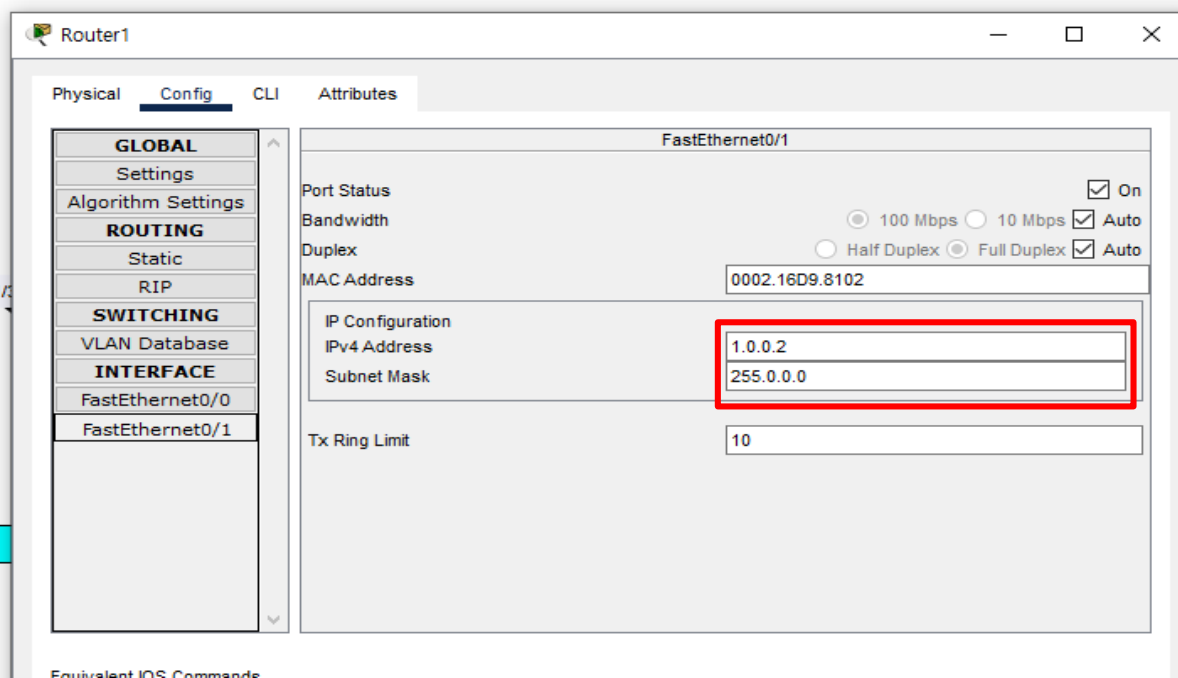 Router1
Physical Config CLI Attributes
GLOBAL
Settings
Algorithm Settings
ROUTING
Static
RIP
SWITCHING
VLAN Database
INTERFACE
FastEthernet0/0
FastEthernet0/1
FastEthernet0/1
Port Status On
Bandwidth 100 Mbps 10 Mbps Auto
Duplex Half Duplex Full Duplex Auto
MAC Address 0002.16D9.8102
IP Configuration
IPv4 Address 1.0.0.2
Subnet Mask 255.0.0.0
Tx Ring Limit 10
Equivalent IOS Commands